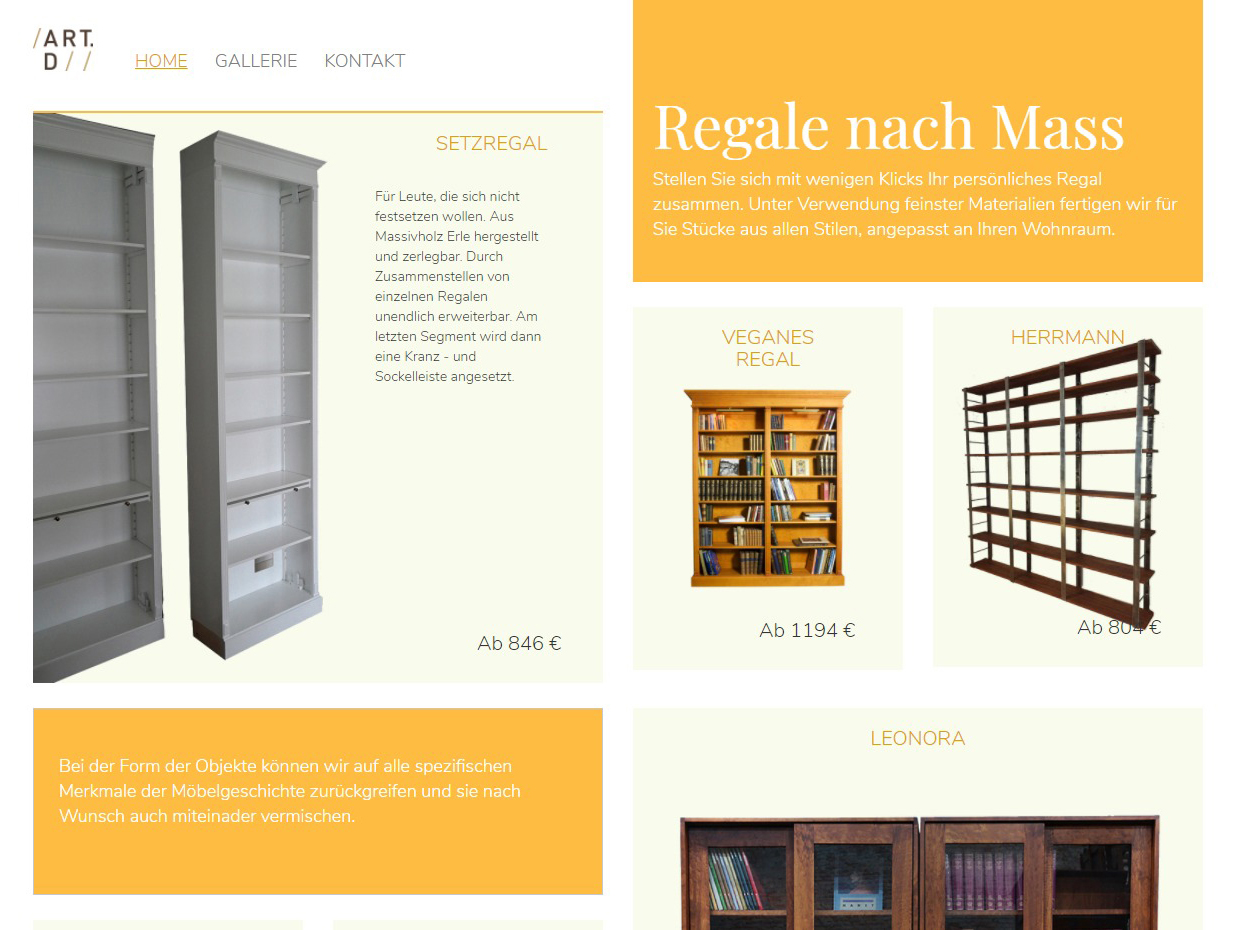 /ART.
D //
HOME GALLERIE KONTAKT
Regale nach Mass
Stellen Sie sich mit wenigen Klicks Ihr persönliches Regal
zusammen. Unter Verwendung feinster Materialien fertigen wir für
Sie Stücke aus allen Stilen, angepasst an Ihren Wohnraum.
SETZREGAL
Für Leute, die sich nicht
festsetzen wollen. Aus
Massivholz Erle hergestellt
und zerlegbar. Durch
Zusammenstellen von
einzelnen Regalen
unendlich erweiterbar. Am
letzten Segment wird dann
eine Kranz - und
Sockelleiste angesetzt.
Ab 846 €
VEGANES
REGAL
Ab 1194 €
HERRMANN
Ab 804 €
Bei der Form der Objekte können wir auf alle spezifischen
Merkmale der Möbelgeschichte zurückgreifen und sie nach
Wunsch auch miteinader vermischen.
LEONORA